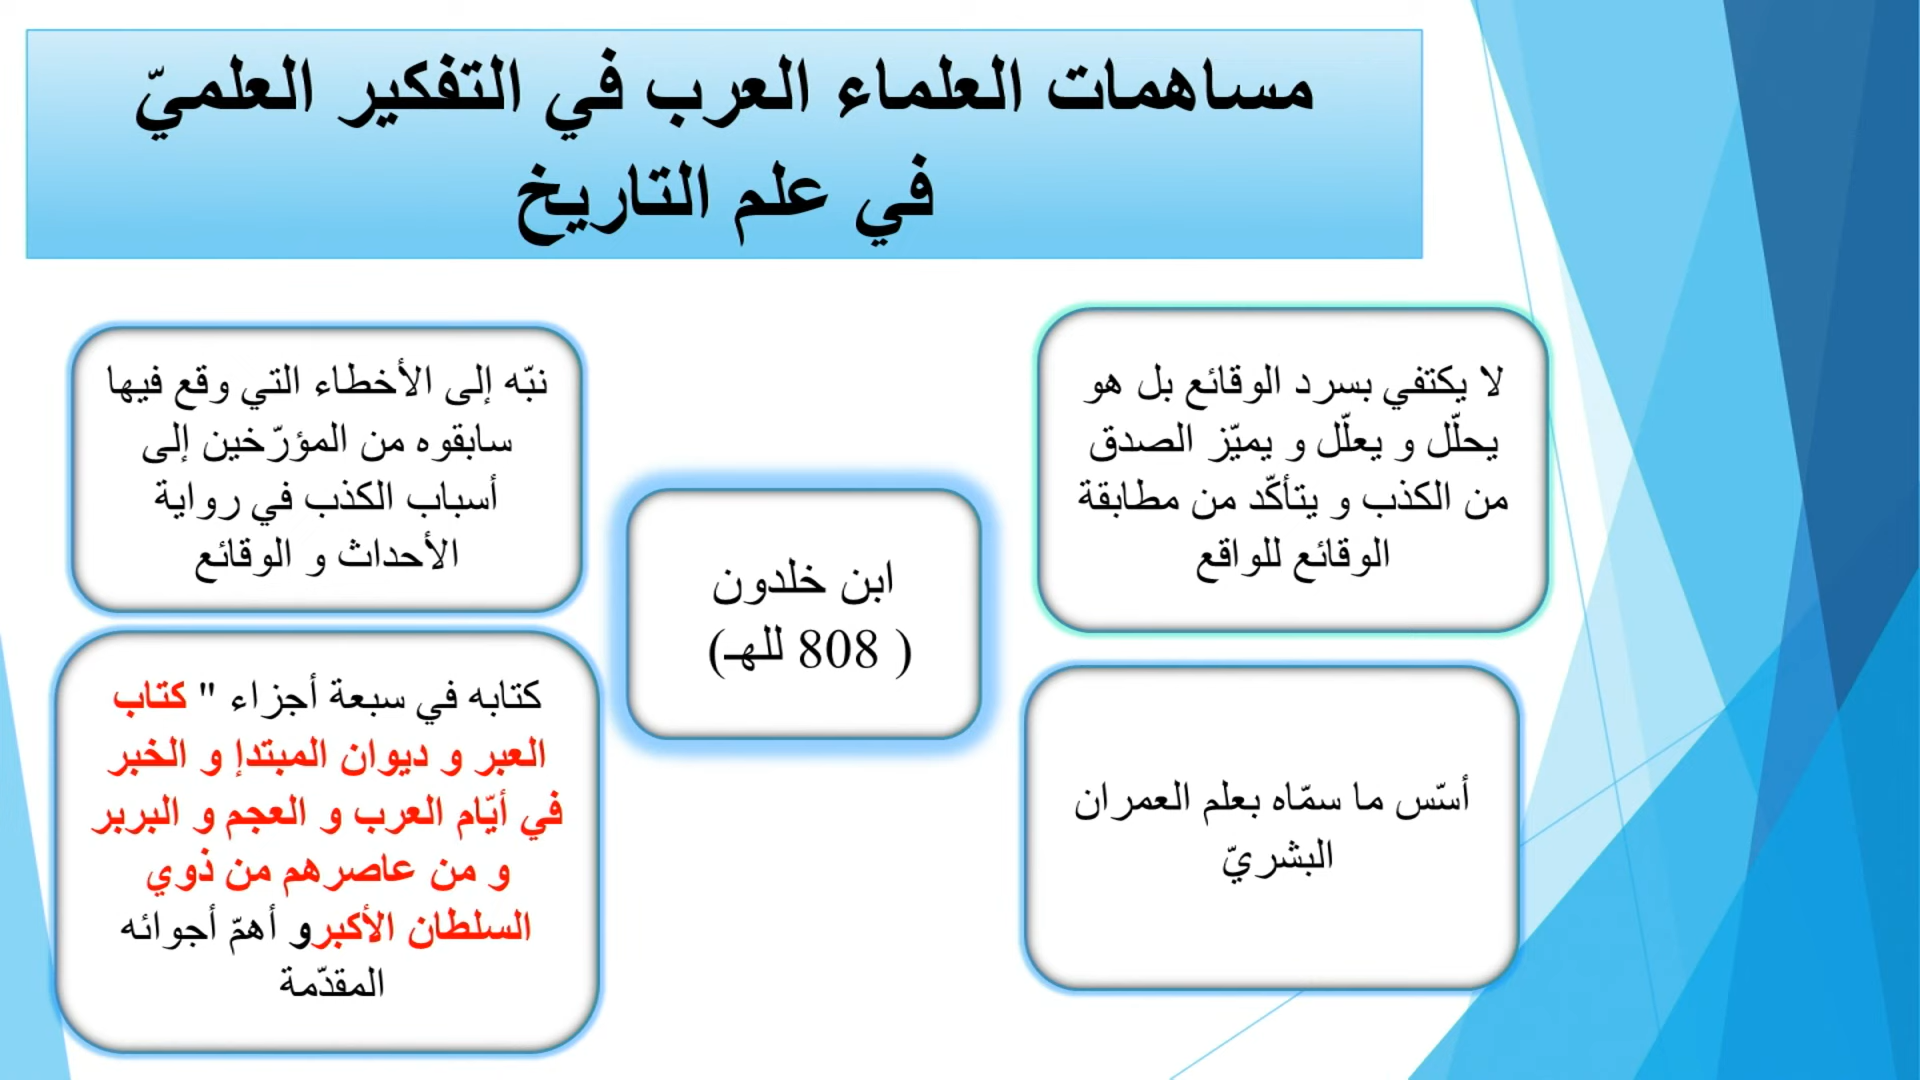 مساهمات العلماء العرب في التفكير العلميّ
في علم التاريخ
لا يكتفي بسرد الوقائع بل هو
يحلّل و يعلّل و يميّز الصدق
من الكذب و يتأكّد من مطابقة
الوقائع للواقع
نبّه إلى الأخطاء التي وقع فيها
سابقوه من المؤرّخين إلى
أسباب الكذب في رواية
الأحداث و الوقائع
ابن خلدون
( 808 للهـ)
أسّس ما سمّاه بعلم العمران
البشريّ
كتابه في سبعة أجزاء " كتاب
العبر و ديوان المبتدإ و الخبر
في أيّام العرب و العجم و البربر
و من عاصرهم من ذوي
السلطان الأكبرو أهمّ أجوائه
المقدّمة